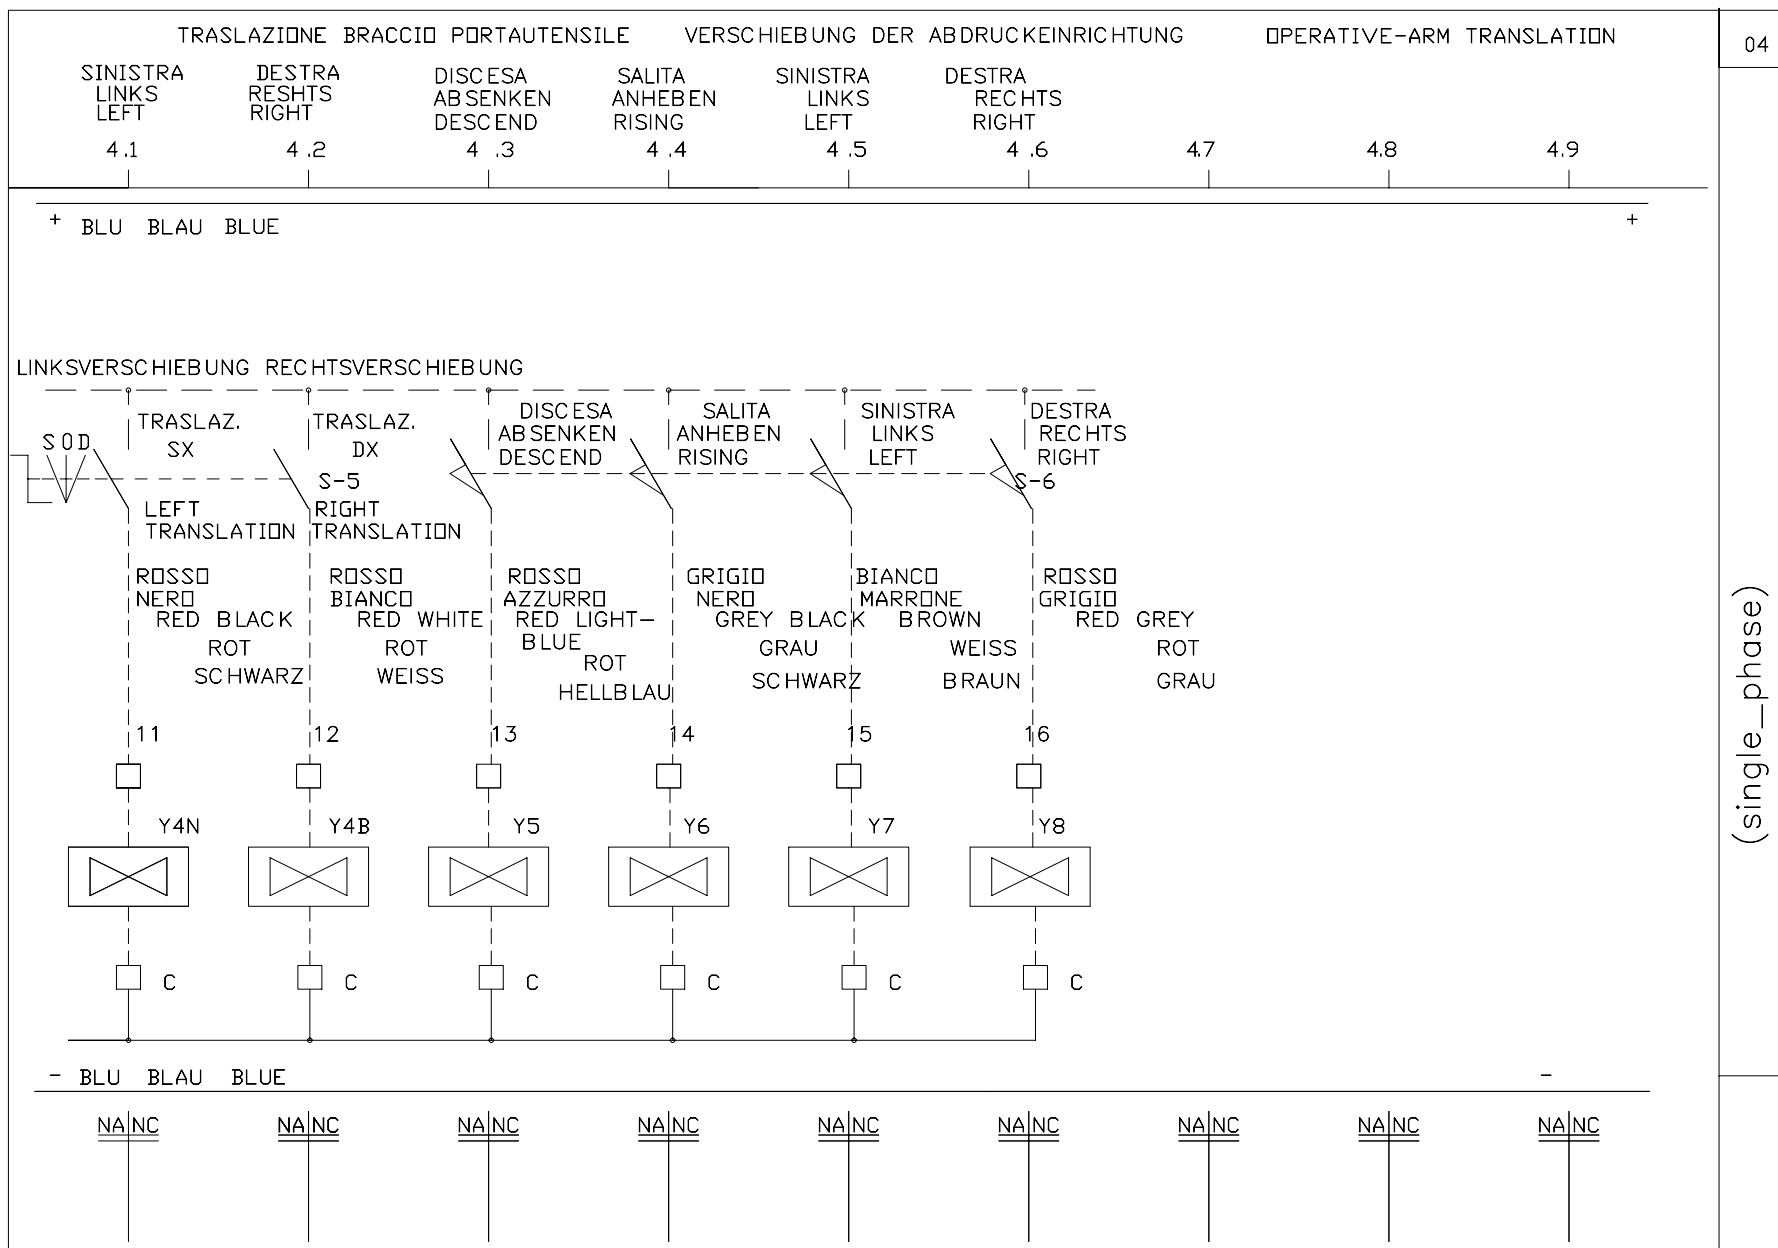 TRASLAZIONE BRACCIO PORTAUTENSILE VERSCHIEBUNG DER ABDRUCKEINRICHTUNG OPERATIVE-ARM TRANSLATION
04
SINISTRA DESTRA DISCESA SALITA SINISTRA DESTRA
LINKS RESHTS ABSENKEN ANHEBEN LINKS RECHTS
LEFT RIGHT DESCEND RISING LEFT RIGHT
4.1 4.2 4.3 4.4 4.5 4.6 4.7 4.8 4.9
+ BLU BLAU BLUE +
LINKSVERSCHIEBUNG RECHTSVERSCHIEBUNG
TRASLAZ. TRASLAZ. DISCESA SALITA SINISTRA DESTRA
S O D SX DX ABSENKEN ANHEBEN LINKS RECHTS
DESCEND RISING LEFT RIGHT
S-5 S-6
LEFT RIGHT
TRANSLATION TRANSLATION
ROSSO ROSSO ROSSO GRIGIO BIANCO ROSSO
NERO BIANCO AZZURRO NERO MARRONE GRIGIO
RED BLACK RED WHITE RED LIGHT- GREY BLACK BROWN RED GREY
BLUE
ROT ROT ROT GRAU WEISS ROT
SCHWARZ WEISS HELLBLAU SCHWARZ BRAUN GRAU
11 12 13 14 15 16
Y4N Y4B Y5 Y6 Y7 Y8
C C C C C C
- BLU BLAU BLUE -
NA NC NA NC NA NC NA NC NA NC NA NC NA NC NA NC NA NC
(single_phase)